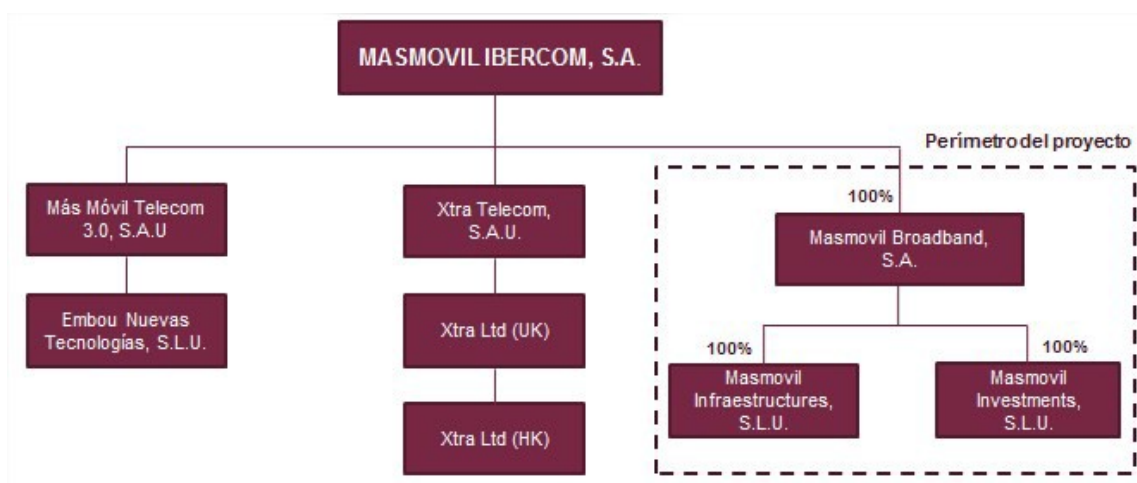 MASMOVIL IBERCOM, S.A.
Perímetro del proyecto
Más Móvil Telecom
3.0, S.A.U
Embou Nuevas
Tecnologías, S.L.U.
Xtra Telecom,
S.A.U.
Xtra Ltd (UK)
Xtra Ltd (HK)
100%
Masmovil Broadband,
S.A.
100%
Masmovil
Infraestructures,
S.L.U.
100%
Masmovil
Investments,
S.L.U.